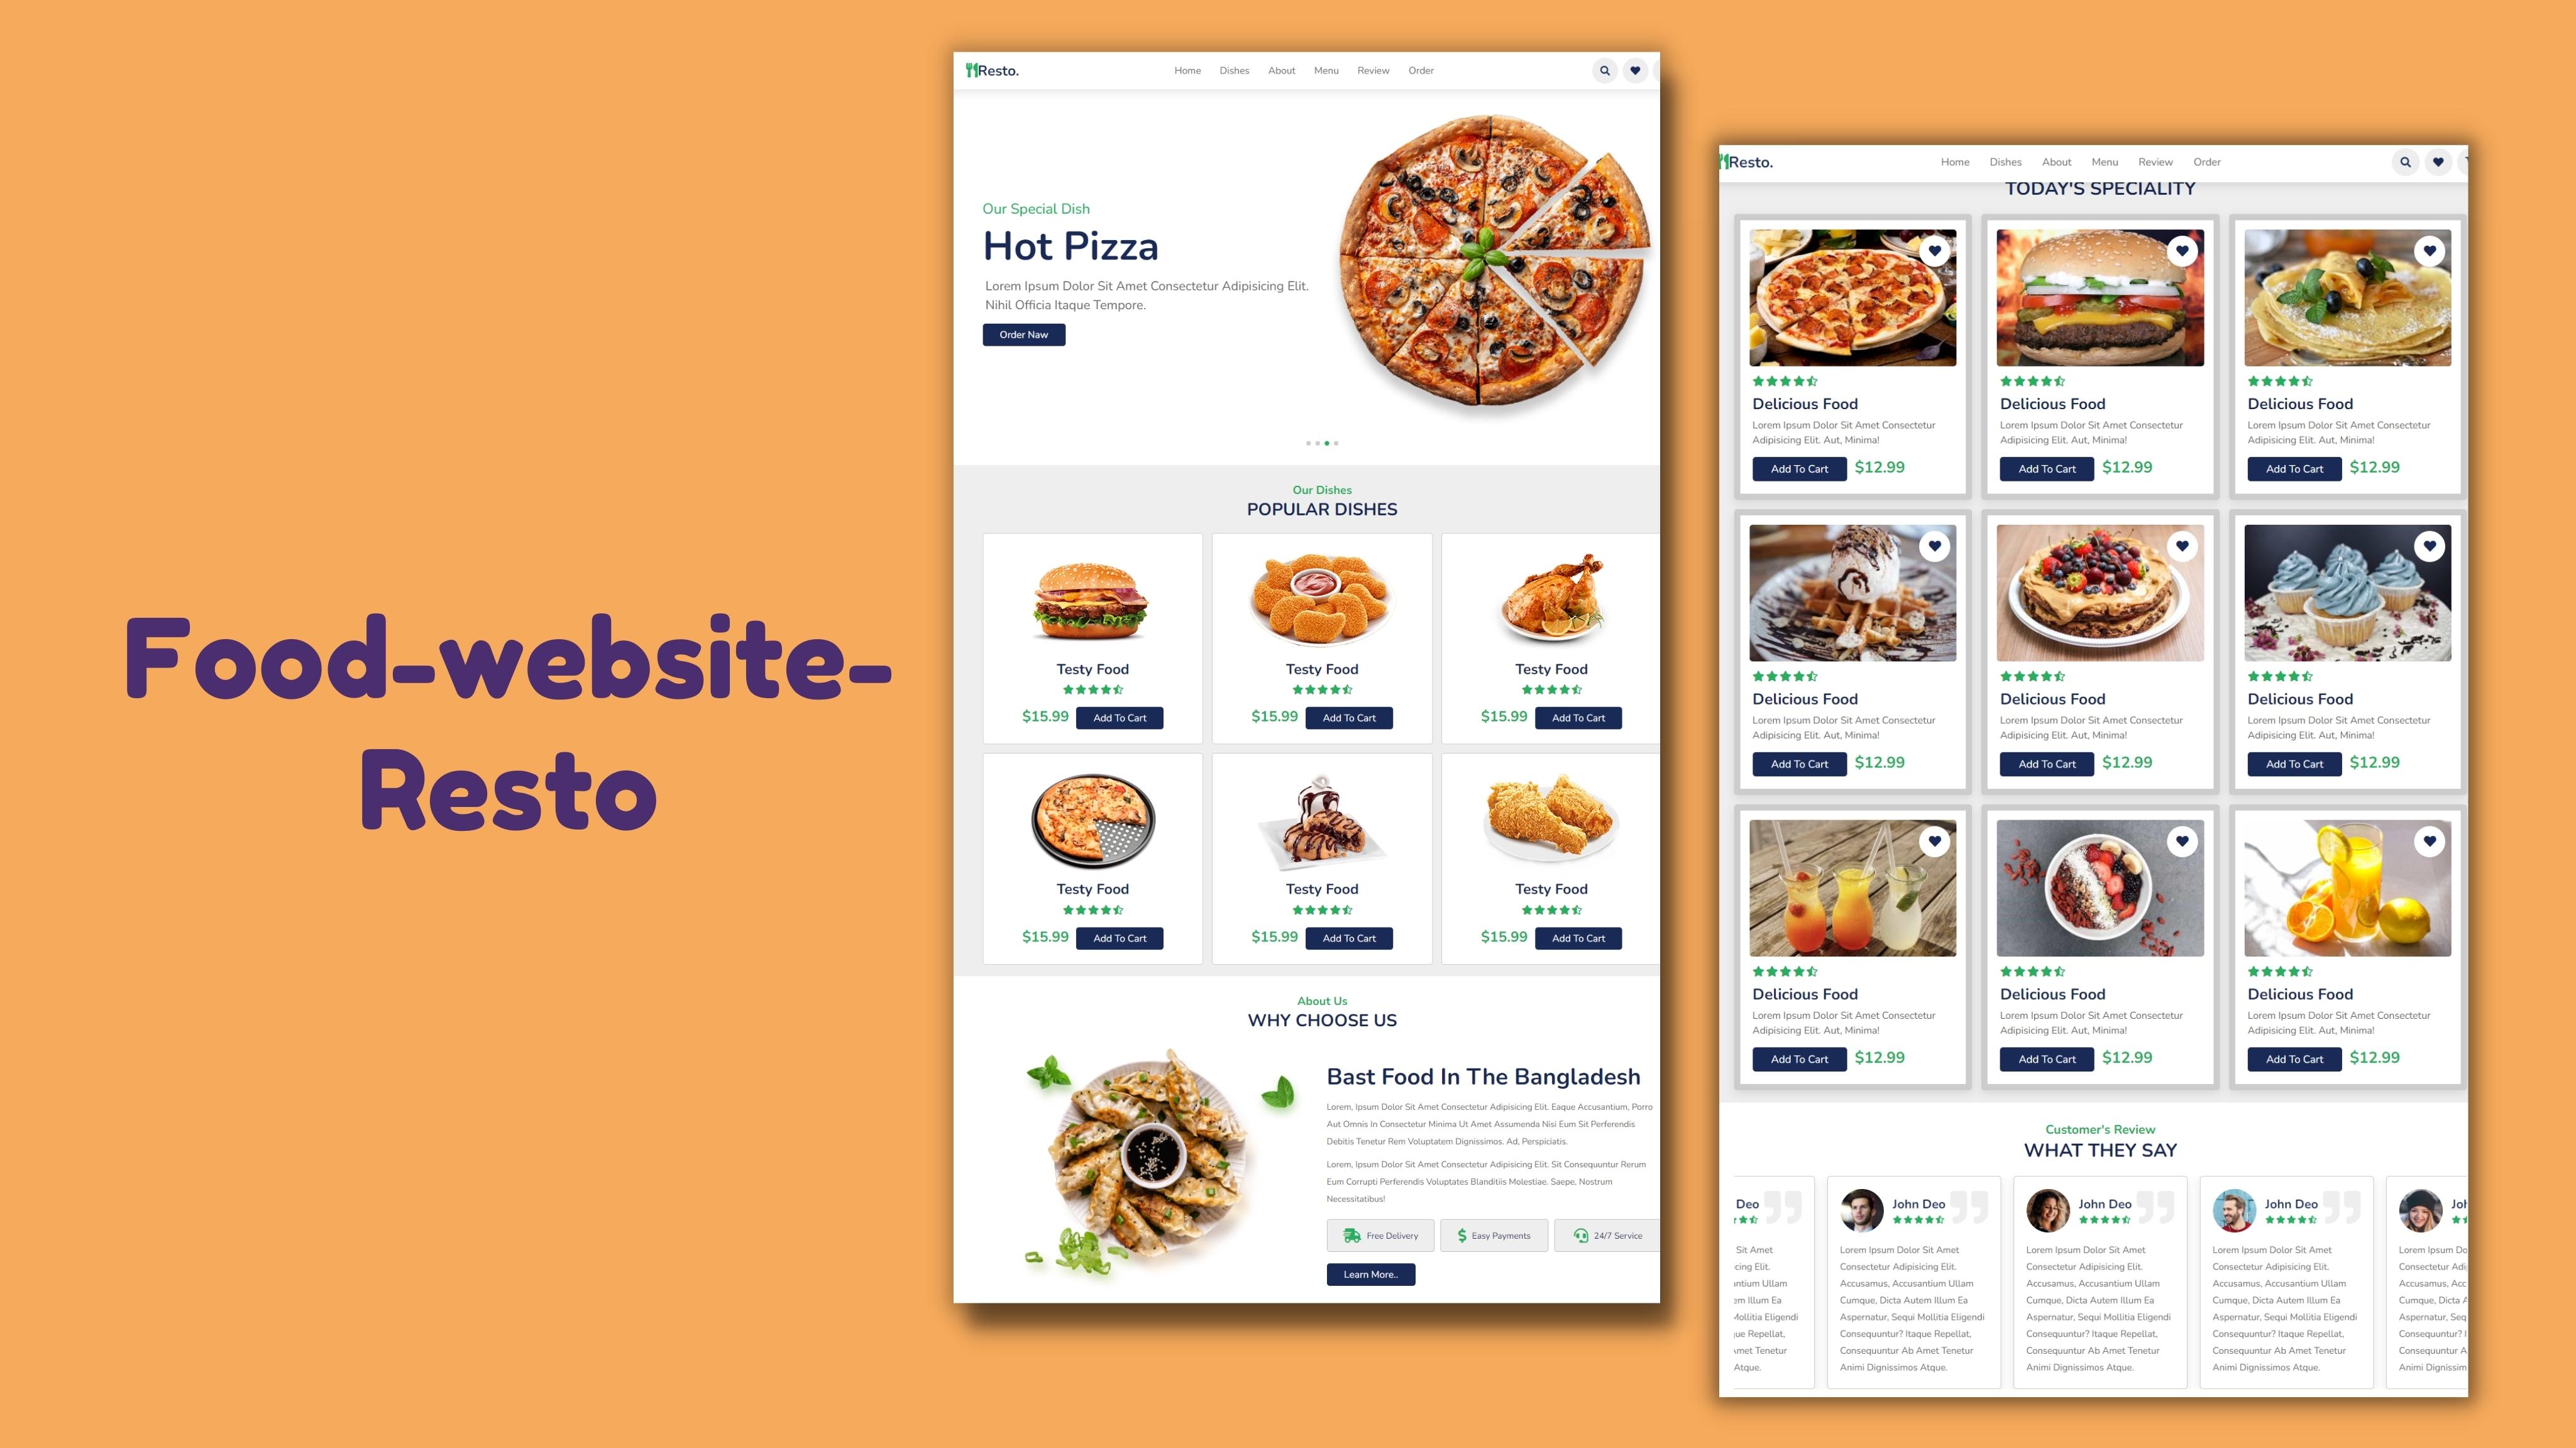 Food-website-
Resto
Resto.
Home Dishes About Menu Review Order
Our Special Dish
Hot Pizza
Lorem Ipsum Dolor Sit Amet Consectetur Adipisicing Elit.
Nihil Officia Itaque Tempore.
Order Naw
Our Dishes
POPULAR DISHES
Testy Food Testy Food Testy Food
$15.99 Add To Cart $15.99 Add To Cart $15.99 Add To Cart
Testy Food Testy Food Testy Food
$15.99 Add To Cart $15.99 Add To Cart $15.99 Add To Cart
About Us
WHY CHOOSE US
Bast Food In The Bangladesh
Lorem, Ipsum Dolor Sit Amet Consectetur Adipisicing Elit. Eaque Accusantium, Porro
Aut Omnis In Consectetur Minima Ut Amet Assumenda Nisi Eum Sit Perferendis
Debitis Tenetur Rem Voluptatem Dignissimos. Ad, Perspiciatis.
Lorem, Ipsum Dolor Sit Amet Consectetur Adipisicing Elit. Sit Consequuntur Rerum
Eum Corrupti Perferendis Voluptates Blanditiis Molestiae. Saepe, Nostrum
Necessitatibus!
Free Delivery Easy Payments 24/7 Service
Learn More..
Resto.
Home Dishes About Menu Review Order
TODAY'S SPECIALITY
Delicious Food Delicious Food Delicious Food
Lorem Ipsum Dolor Sit Amet Consectetur Lorem Ipsum Dolor Sit Amet Consectetur Lorem Ipsum Dolor Sit Amet Consectetur
Adipisicing Elit. Aut, Minima! Adipisicing Elit. Aut, Minima! Adipisicing Elit. Aut, Minima!
Add To Cart $12.99 Add To Cart $12.99 Add To Cart $12.99
Delicious Food Delicious Food Delicious Food
Lorem Ipsum Dolor Sit Amet Consectetur Lorem Ipsum Dolor Sit Amet Consectetur Lorem Ipsum Dolor Sit Amet Consectetur
Adipisicing Elit. Aut, Minima! Adipisicing Elit. Aut, Minima! Adipisicing Elit. Aut, Minima!
Add To Cart $12.99 Add To Cart $12.99 Add To Cart $12.99
Delicious Food Delicious Food Delicious Food
Lorem Ipsum Dolor Sit Amet Consectetur Lorem Ipsum Dolor Sit Amet Consectetur Lorem Ipsum Dolor Sit Amet Consectetur
Adipisicing Elit. Aut, Minima! Adipisicing Elit. Aut, Minima! Adipisicing Elit. Aut, Minima!
Add To Cart $12.99 Add To Cart $12.99 Add To Cart $12.99
Customer's Review
WHAT THEY SAY
Deo
Sit Amet
Elit.
Ullam
Illum Ea
Eligendi
Repellat,
Tenetur
Atque.
John Deo
Lorem Ipsum Dolor Sit Amet
Consectetur Adipisicing Elit.
Accusamus, Accusantium Ullam
Cumque, Dicta Autem Illum Ea
Aspernatur, Sequi Mollitia Eligendi
Consequuntur? Itaque Repellat,
Consequuntur Ab Amet Tenetur
Animi Dignissimos Atque.
John Deo
Lorem Ipsum Dolor Sit Amet
Consectetur Adipisicing Elit.
Accusamus, Accusantium Ullam
Cumque, Dicta Autem Illum Ea
Aspernatur, Sequi Mollitia Eligendi
Consequuntur? Itaque Repellat,
Consequuntur Ab Amet Tenetur
Animi Dignissimos Atque.
John Deo
Lorem Ipsum Dolor Sit Amet
Consectetur Adipisicing Elit.
Accusamus, Accusantium Ullam
Cumque, Dicta Autem Illum Ea
Aspernatur, Sequi Mollitia Eligendi
Consequuntur? Itaque Repellat,
Consequuntur Ab Amet Tenetur
Animi Dignissimos Atque.
Lorem Ipsum
Consectetur
Accusamus,
Cumque, Dicta
Aspernatur,
Consequuntur?
Consequuntur
Animi